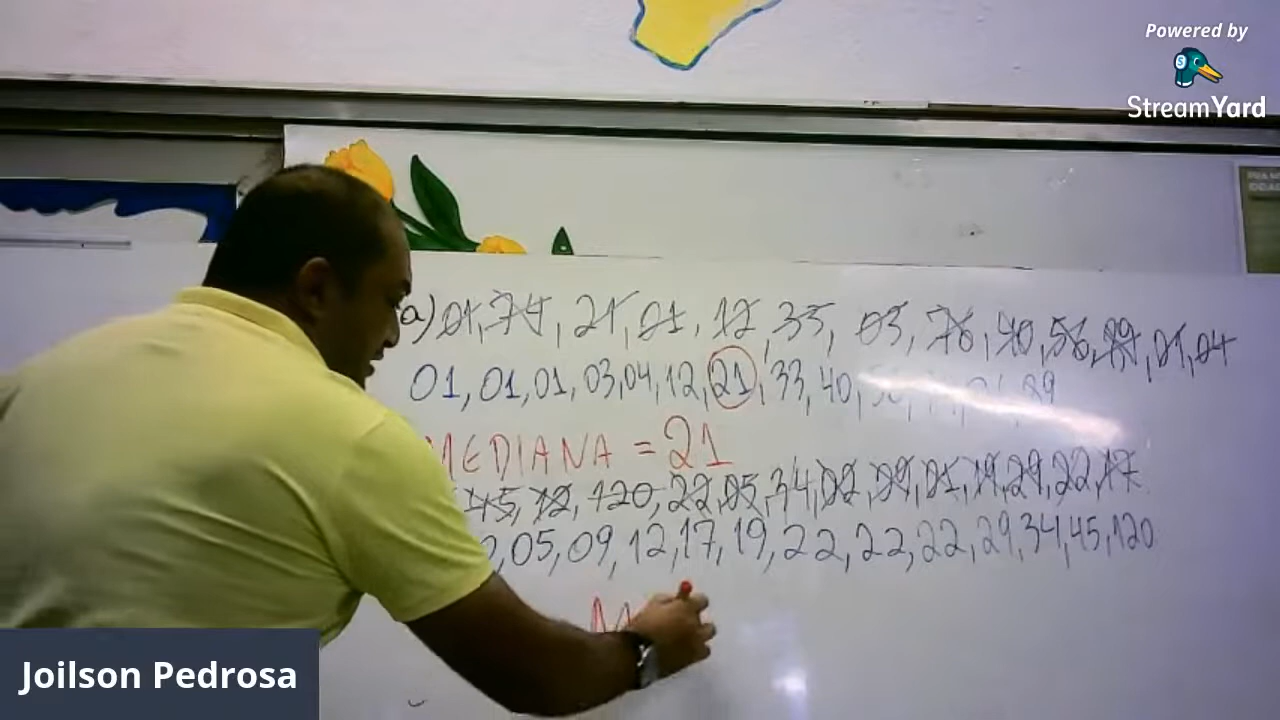 Powered by
StreamYard
a) 01, 74, 21, 01, 12, 33, 03, 76, 40, 56, 89, 01, 04
01, 01, 01, 03, 04, 12, 21, 33, 40, 89
MEDIANA = 21
45, 12, 120, 22, 05, 34, 02, 09, 01, 19, 29, 22, 17
, 05, 09, 12, 17, 19, 22, 22, 22, 29, 34, 45, 120
M
Joilson Pedrosa